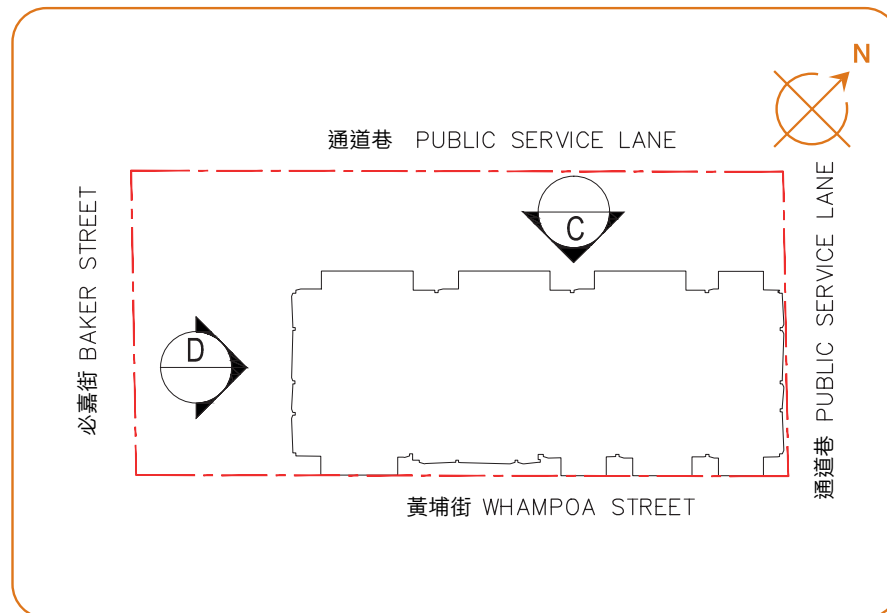 N
通道巷 PUBLIC SERVICE LANE
必嘉街 BAKER STREET
C
D
通道巷 PUBLIC SERVICE LANE
黃埔街 WHAMPOA STREET